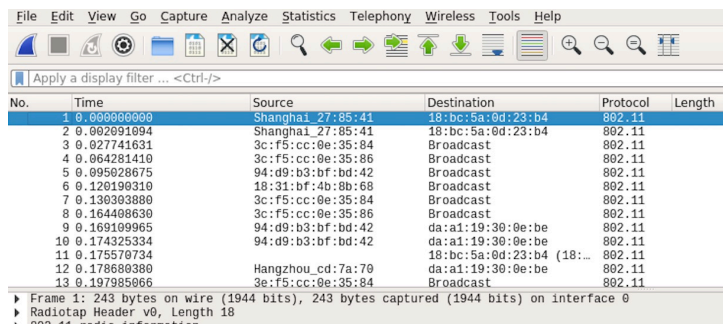 File Edit View Go Capture Analyze Statistics Telephony Wireless Tools Help
Apply a display filter ... <Ctrl-/>
No. Time Source Destination Protocol Length
1 0.000000000 Shanghai_27:85:41 18:bc:5a:0d:23:b4 802.11
2 0.002091094 Shanghai_27:85:41 18:bc:5a:0d:23:b4 802.11
3 0.027741631 3c:f5:cc:0e:35:84 Broadcast 802.11
4 0.064281410 3c:f5:cc:0e:35:86 Broadcast 802.11
5 0.095028675 94:d9:b3:bf:bd:42 Broadcast 802.11
6 0.120190310 18:31:bf:4b:8b:68 Broadcast 802.11
7 0.130303880 3c:f5:cc:0e:35:84 Broadcast 802.11
8 0.164408630 3c:f5:cc:0e:35:86 Broadcast 802.11
9 0.169109965 94:d9:b3:bf:bd:42 da:a1:19:30:0e:be 802.11
10 0.174325334 94:d9:b3:bf:bd:42 da:a1:19:30:0e:be 802.11
11 0.175570734 18:bc:5a:0d:23:b4 (18:… 802.11
12 0.178680380 Hangzhou_cd:7a:70 da:a1:19:30:0e:be 802.11
13 0.197985066 3e:f5:cc:0e:35:84 Broadcast 802.11
Frame 1: 243 bytes on wire (1944 bits), 243 bytes captured (1944 bits) on interface 0
Radiotap Header v0, Length 18